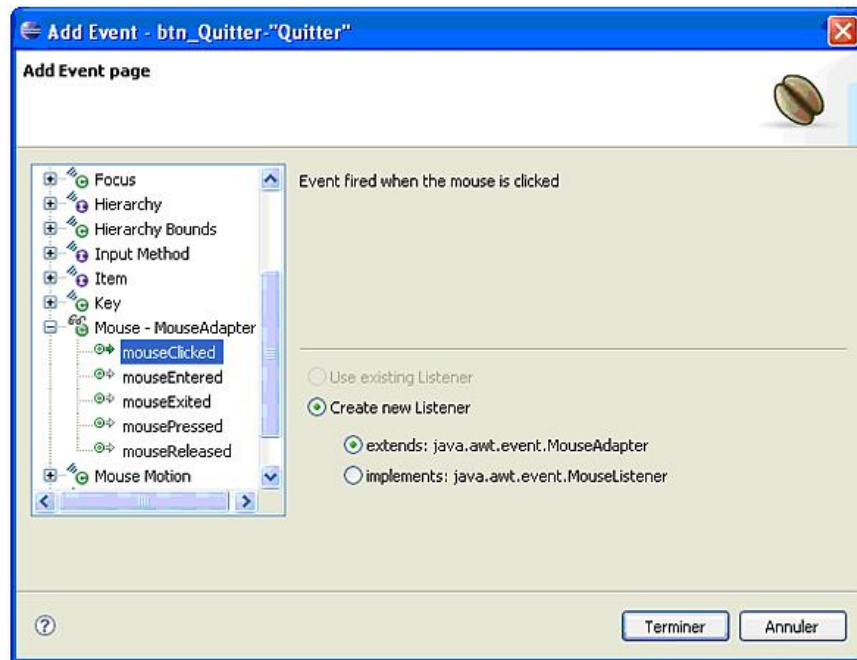 Add Event - btn_Quitter-"Quitter"
Add Event page
Focus
Hierarchy
Hierarchy Bounds
Input Method
Item
Key
Mouse - MouseAdapter
mouseClicked
mouseEntered
mouseExited
mousePressed
mouseReleased
Mouse Motion
Event fired when the mouse is clicked
Use existing Listener
Create new Listener
extends: java.awt.event.MouseAdapter
implements: java.awt.event.MouseListener
Terminer
Annuler